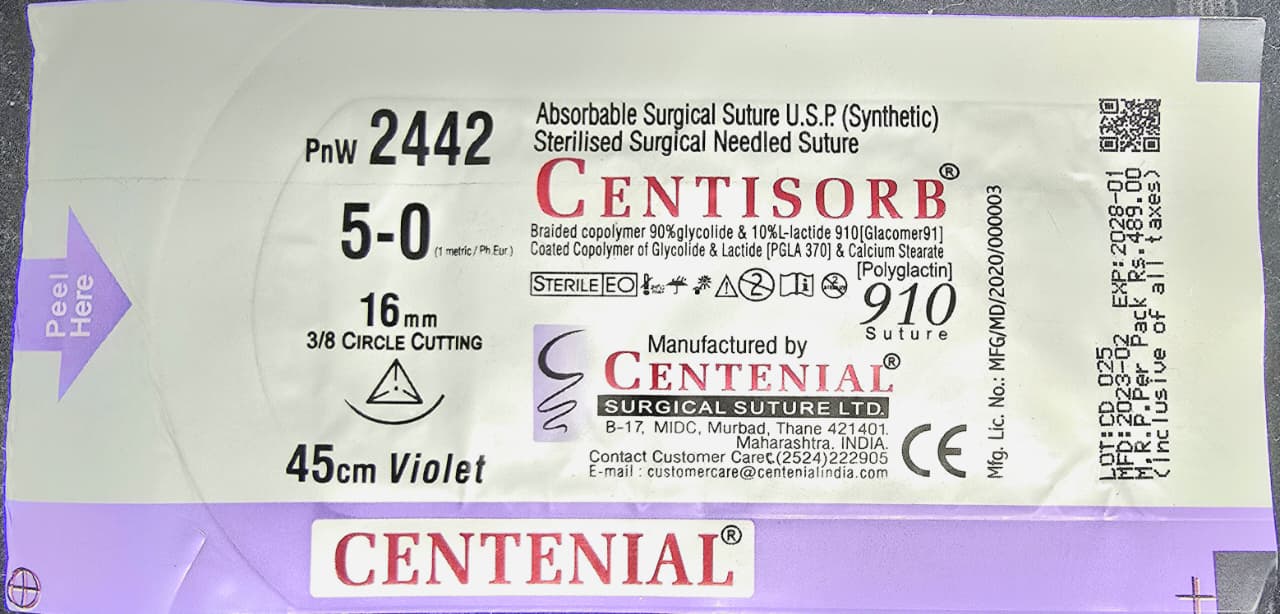 Peel
Here
PnW 2442
5-0 (1 metric / Ph.Eur.)
16 mm
3/8 CIRCLE CUTTING
45cm Violet
Absorbable Surgical Suture U.S.P. (Synthetic)
Sterilised Surgical Needled Suture
CENTISORB®
Braided copolymer 90%glycolide & 10%L-lactide 910[Glacomer91]
Coated Copolymer of Glycolide & Lactide [PGLA 370] & Calcium Stearate
STERILE EO
[Polyglactin]
910
Suture
Manufactured by
CENTENIAL®
SURGICAL SUTURE LTD.
B-17, MIDC, Murbad, Thane 421401.
Maharashtra. INDIA.
Contact Customer Care:(2524)222905
E-mail : customercare@centenialindia.com
CE
Mfg. Lic. No.: MFG/MD/2020/000003
LOT:CD 025
MFD:2023-02 EXP:2028-01
M.R.P.Per Pack Rs.489.00
(inclusive of all taxes)
CENTENIAL®